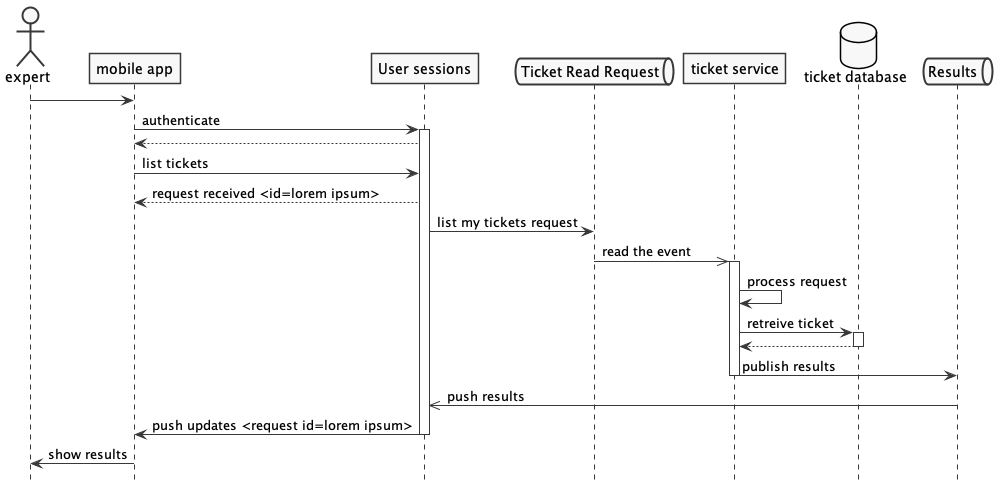 expert
mobile app
User sessions
Ticket Read Request
ticket service
ticket database
Results
authenticate
list tickets
request received <id=lorem ipsum>
list my tickets request
read the event
process request
retreive ticket
publish results
push results
push updates <request id=lorem ipsum>
show results